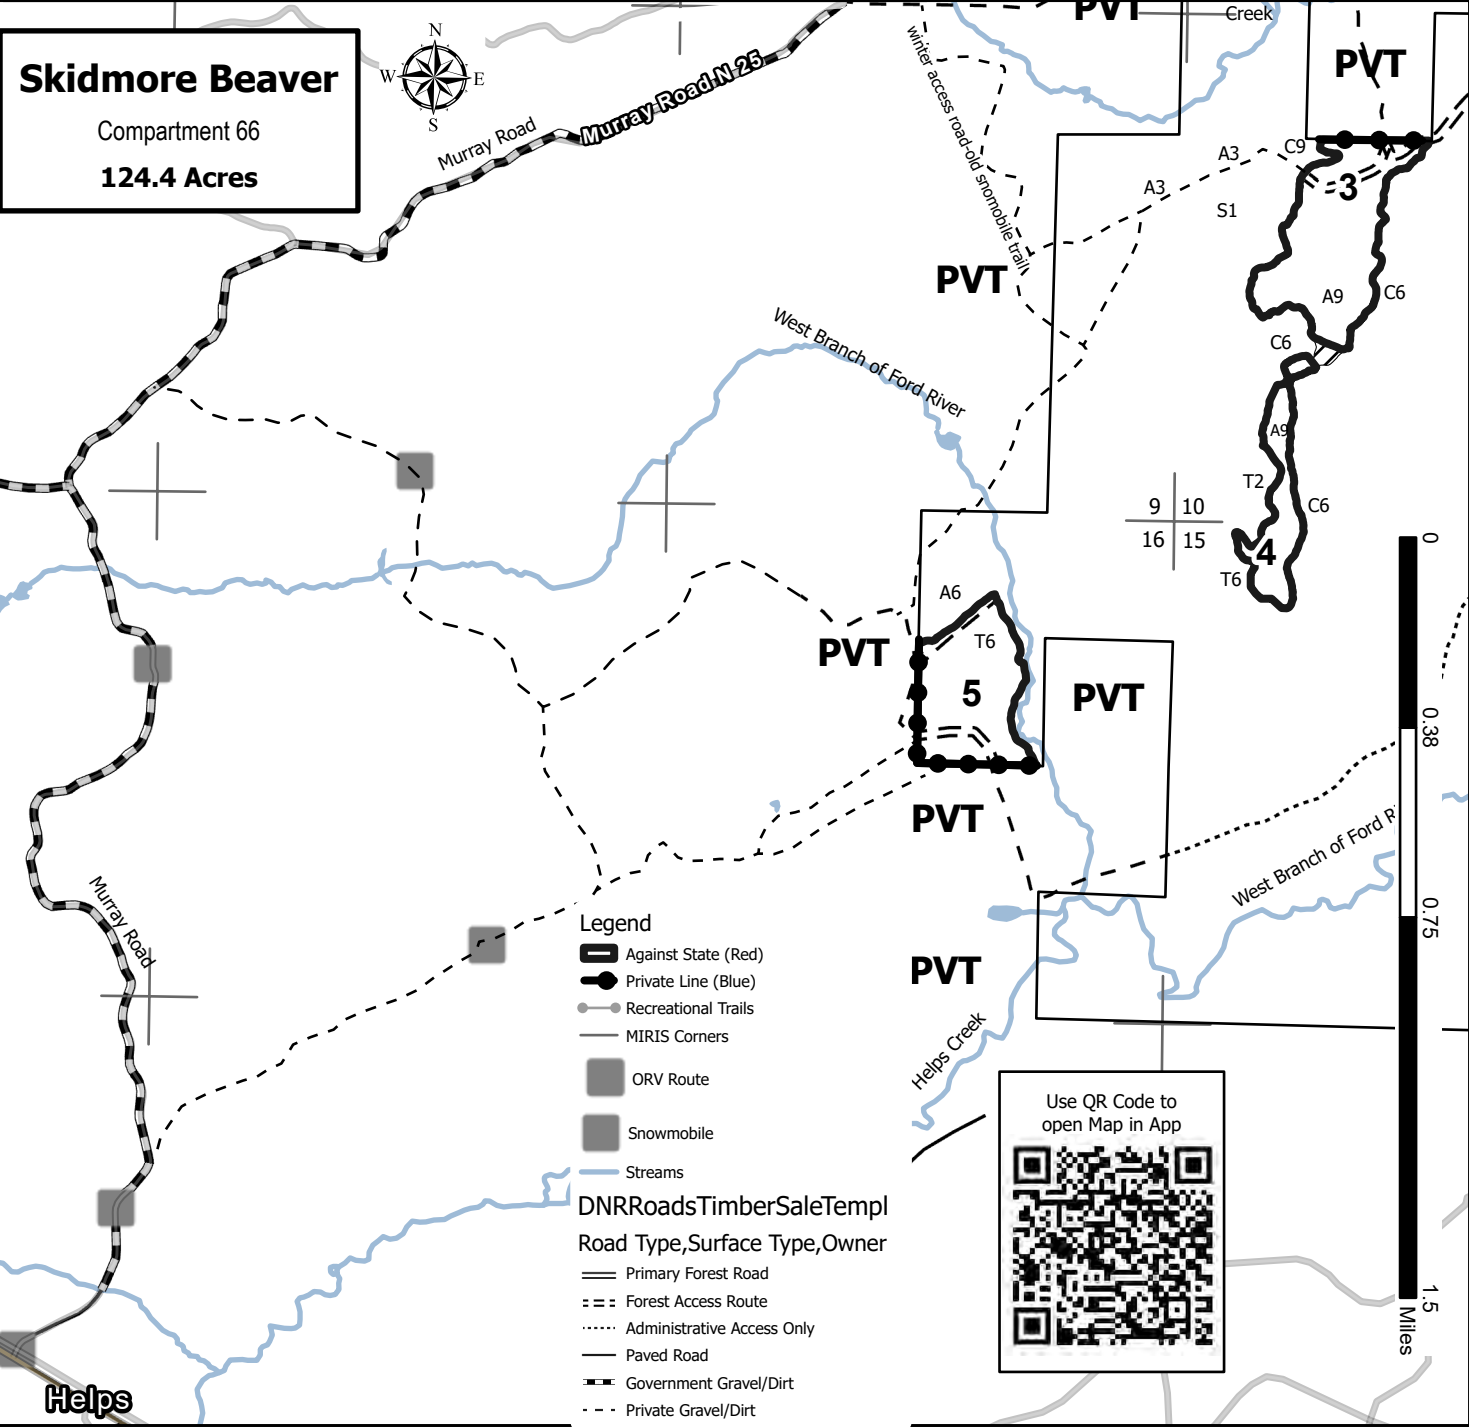 Skidmore Beaver
Compartment 66
124.4 Acres
N
W
E
S
Murray Road
Murray Road N 25
winter access road-old snomobile trail
PVT
Creek
PVT
C9
A3
3
A3
S1
PVT
A9
C6
C6
West Branch of Ford River
A9
T2
C6
9 10
16 15
4
T6
A6
T6
PVT
5
PVT
PVT
West Branch of Ford R
PVT
Helps Creek
Murray Road
Helps
0
0.38
0.75
1.5
Miles
Legend
Against State (Red)
Private Line (Blue)
Recreational Trails
MIRIS Corners
ORV Route
Snowmobile
Streams
DNRRoadsTimberSaleTempl
Road Type,Surface Type,Owner
Primary Forest Road
Forest Access Route
Administrative Access Only
Paved Road
Government Gravel/Dirt
Private Gravel/Dirt
Use QR Code to
open Map in App